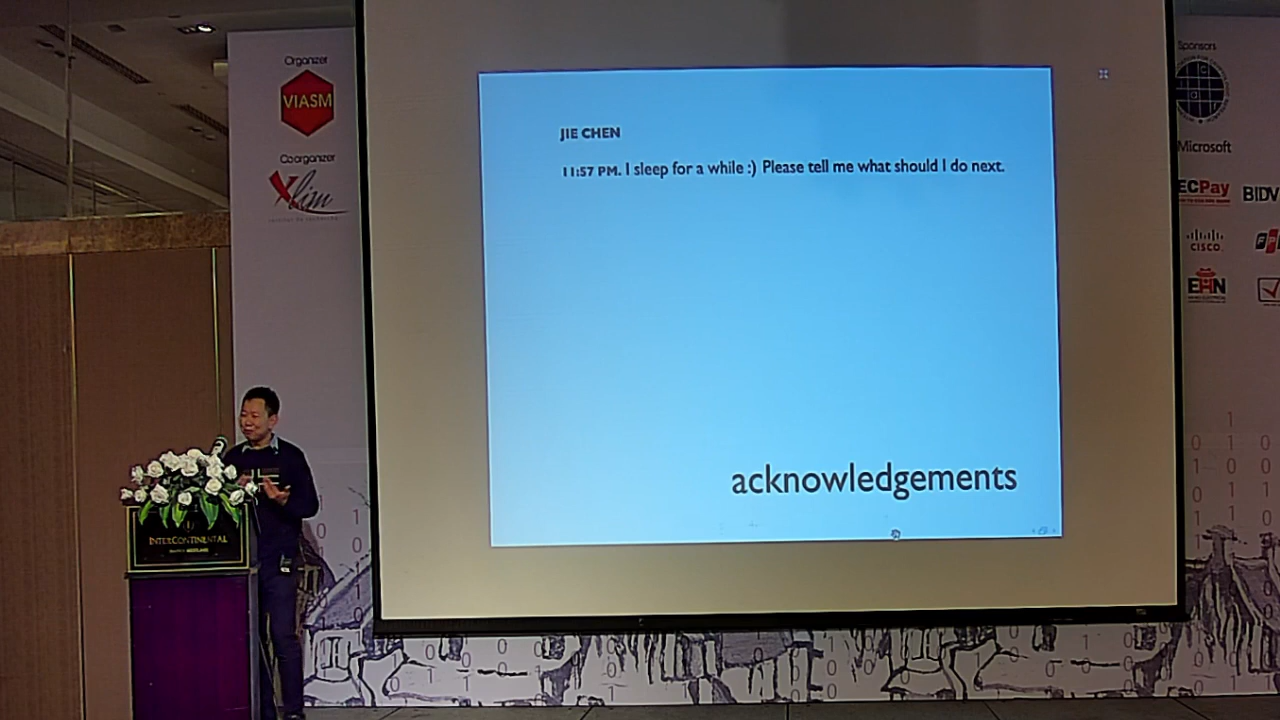 Organizer
VIASM
Coorganizer
Xlim
JIE CHEN
11:57 PM. I sleep for a while :) Please tell me what should I do next.
acknowledgements
INTERCONTINENTAL
Sponsors
Microsoft
ECPay
BIDV
CISCO